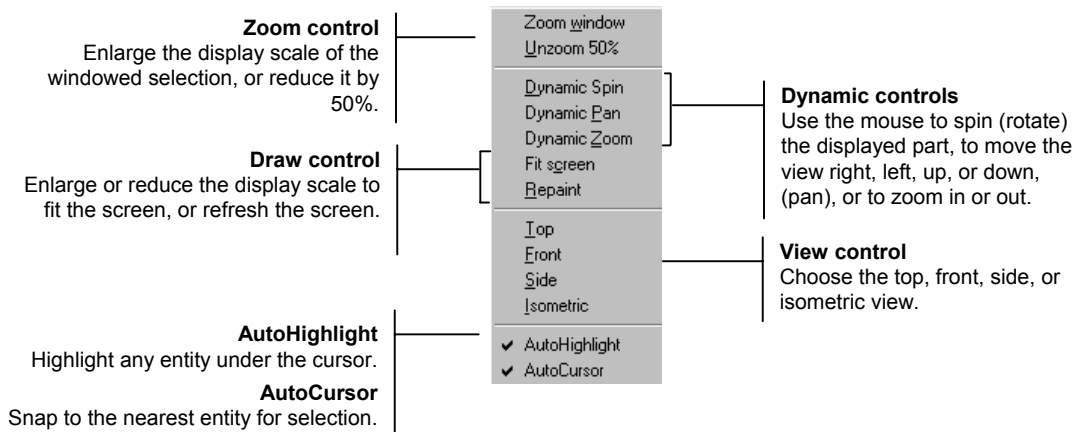 Zoom control
Enlarge the display scale of the
windowed selection, or reduce it by
50%.
Draw control
Enlarge or reduce the display scale to
fit the screen, or refresh the screen.
AutoHighlight
Highlight any entity under the cursor.
AutoCursor
Snap to the nearest entity for selection.
Zoom window
Unzoom 50%
Dynamic Spin
Dynamic Pan
Dynamic Zoom
Fit screen
Repaint
Top
Front
Side
Isometric
AutoHighlight
AutoCursor
Dynamic controls
Use the mouse to spin (rotate)
the displayed part, to move the
view right, left, up, or down,
(pan), or to zoom in or out.
View control
Choose the top, front, side, or
isometric view.